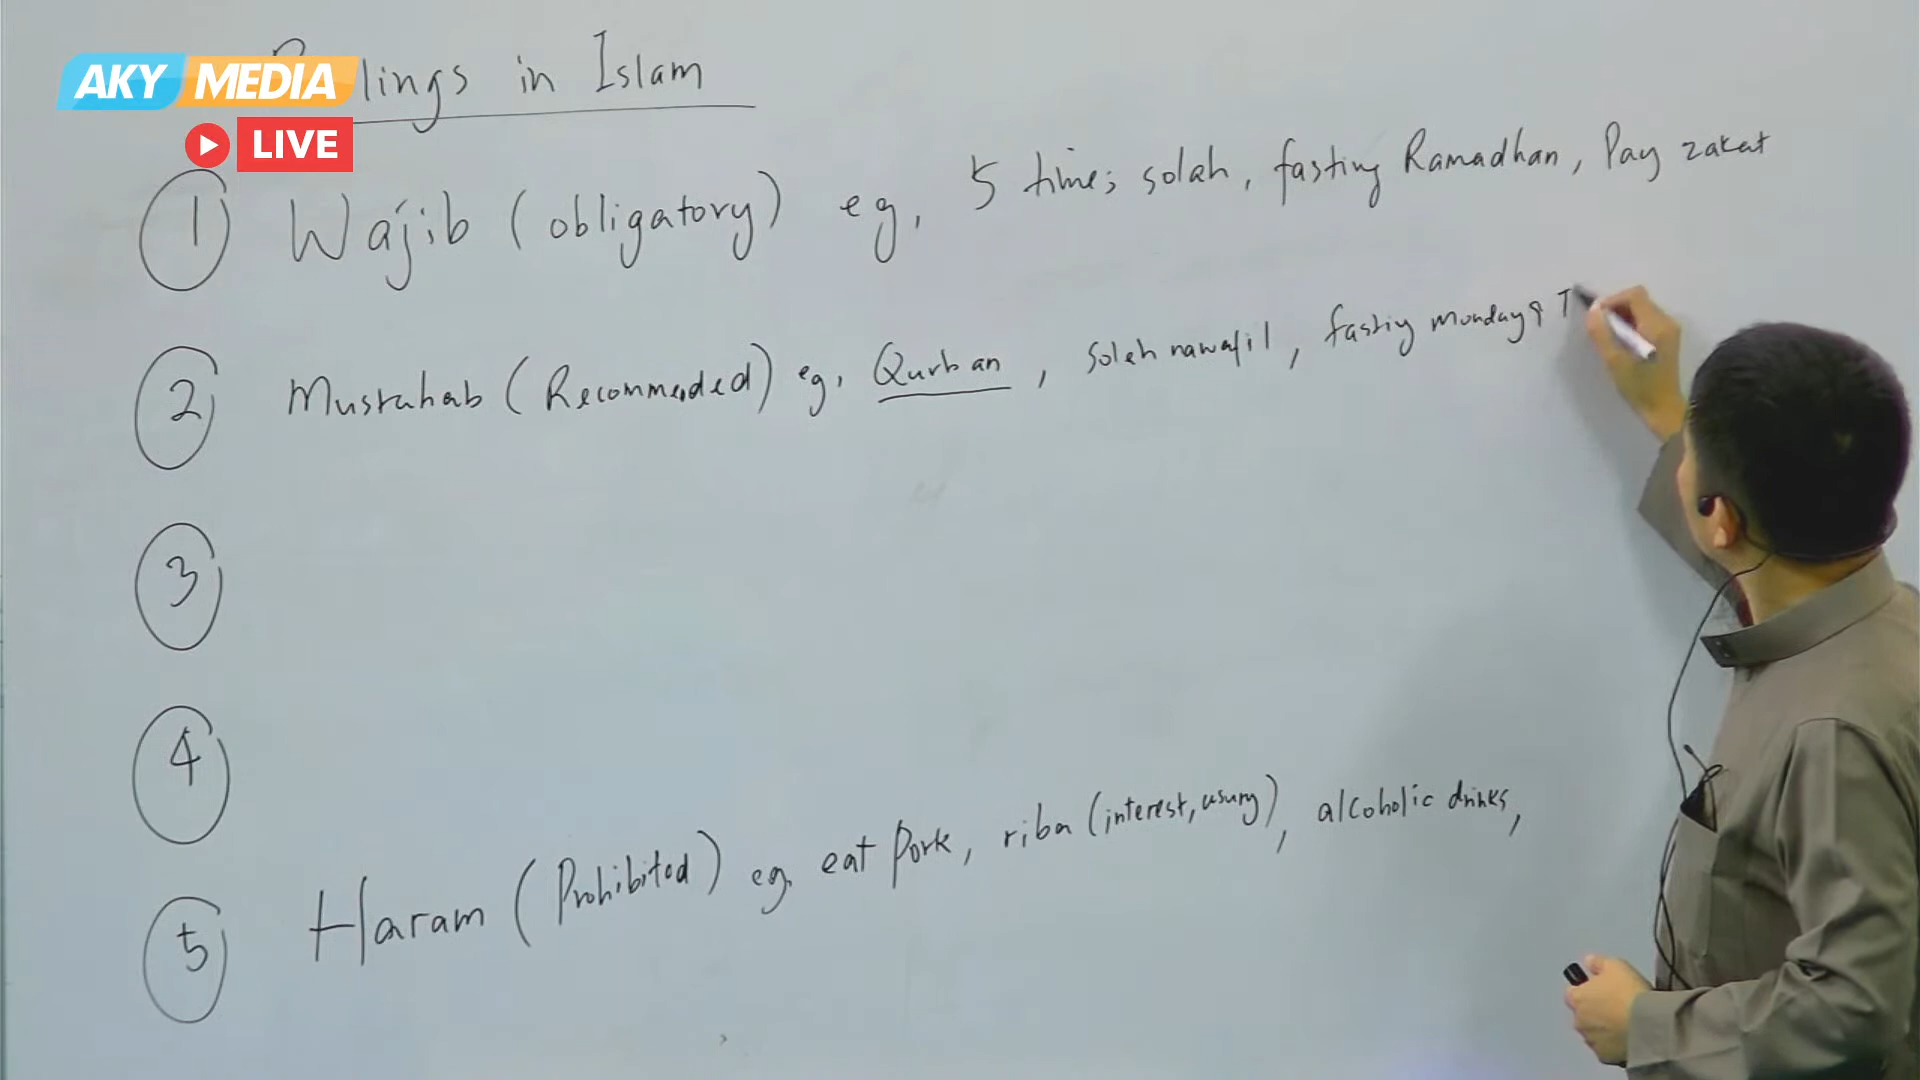 AKY MEDIA
LIVE
lings in Islam
1 Wajib (obligatory) eg, 5 times solah, fasting Ramadhan, Pay zakat
2 Mustahab (Recommended) eg, Qurban, Solah nawafil, fasting monday & T
3
4
5 Haram (Prohibited) eg. eat Pork, riba (interest, usury), alcoholic drinks,